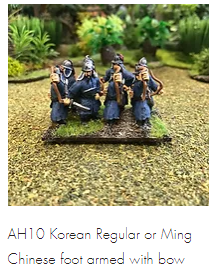 AH10 Korean Regular or Ming
Chinese foot armed with bow